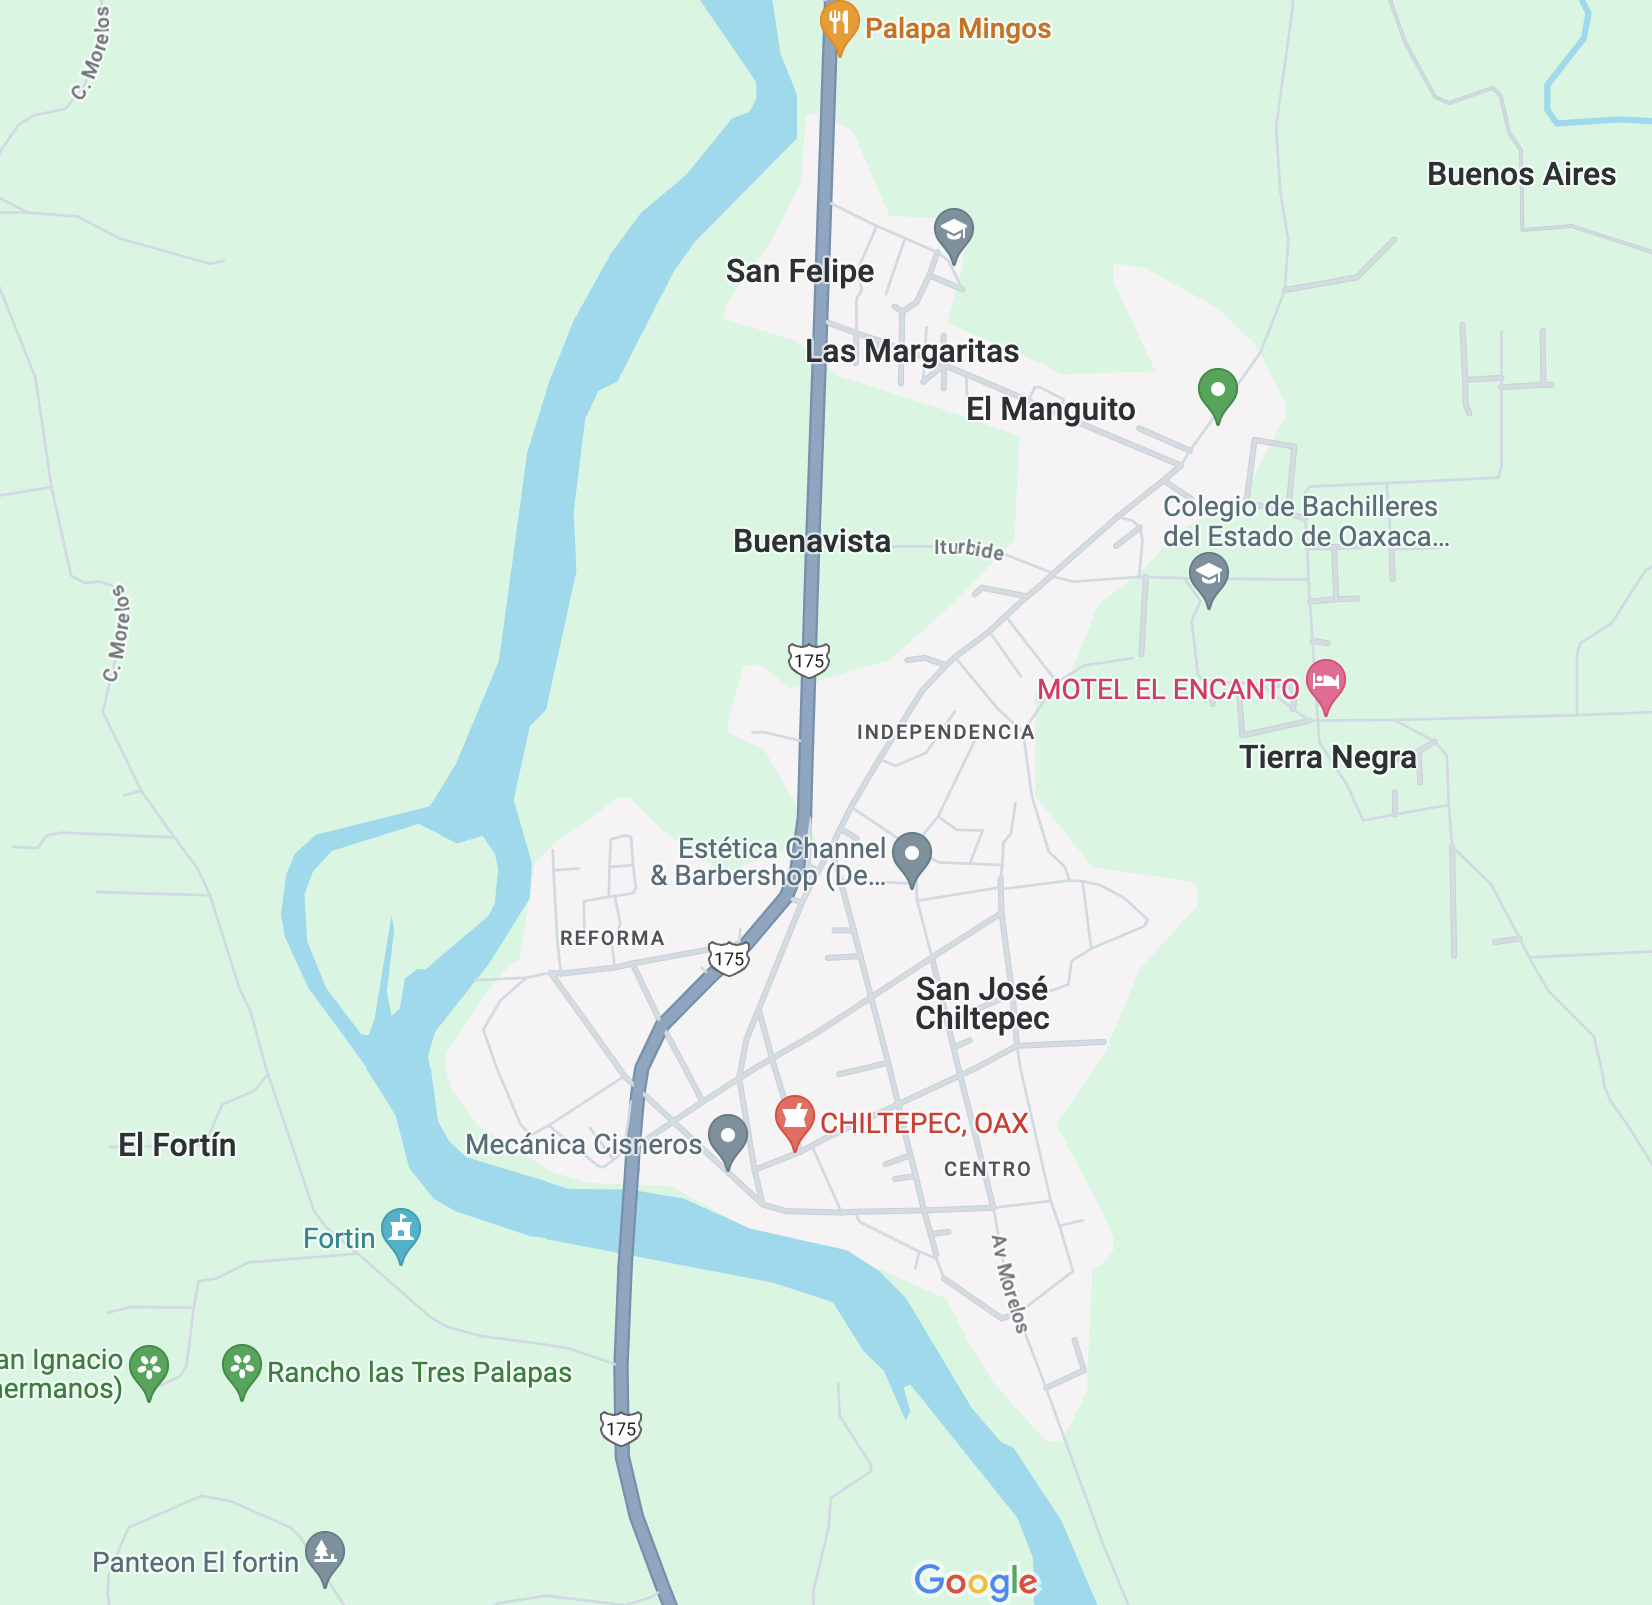 C. Morelos
Palapa Mingos
Buenos Aires
San Felipe
Las Margaritas
El Manguito
Colegio de Bachilleres
del Estado de Oaxaca...
Buenavista
Iturbide
C. Morelos
175
MOTEL EL ENCANTO
INDEPENDENCIA
Tierra Negra
Estética Channel
& Barbershop (De...
REFORMA
175
San José
Chiltepec
CHILTEPEC, OAX
El Fortín
Mecánica Cisneros
CENTRO
Fortin
Av Morelos
an Ignacio
hermanos)
Rancho las Tres Palapas
175
Panteon El fortin
Google